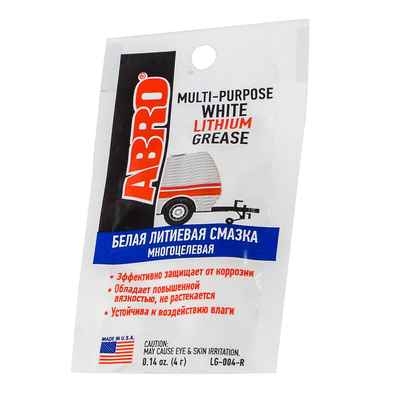 ABRO®
MULTI-PURPOSE
WHITE
LITHIUM
GREASE
БЕЛАЯ ЛИТИЕВАЯ СМАЗКА
МНОГОЦЕЛЕВАЯ
• Эффективно защищает от коррозии
• Обладает повышенной
вязкостью, не растекается
• Устойчива к воздействию влаги
MADE IN U.S.A.
CAUTION:
MAY CAUSE EYE & SKIN IRRITATION.
0.14 oz. (4 г) LG-004-R